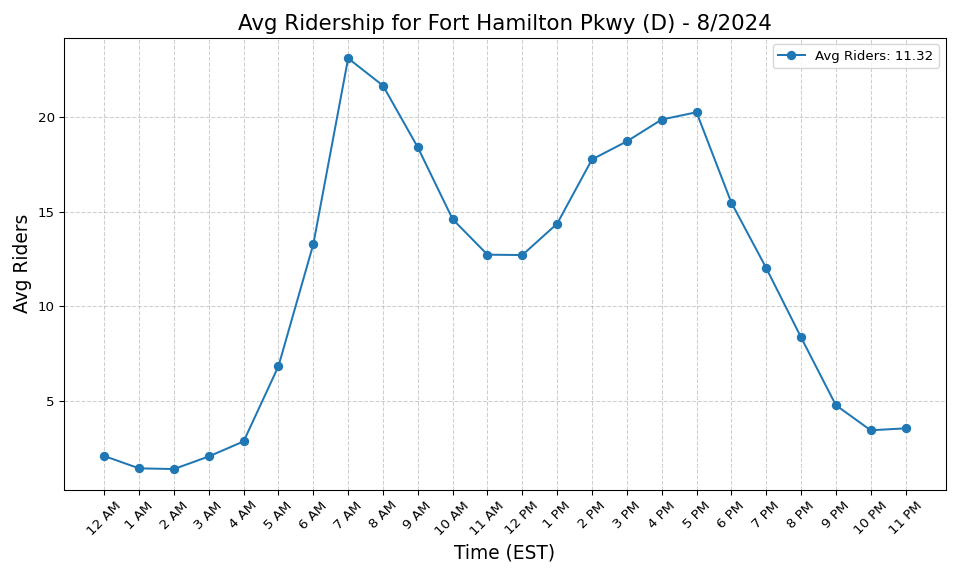 Avg Ridership for Fort Hamilton Pkwy (D) - 8/2024
Avg Riders: 11.32
Avg Riders
20
15
10
5
12 AM 1 AM 2 AM 3 AM 4 AM 5 AM 6 AM 7 AM 8 AM 9 AM 10 AM 11 AM 12 PM 1 PM 2 PM 3 PM 4 PM 5 PM 6 PM 7 PM 8 PM 9 PM 10 PM 11 PM
Time (EST)